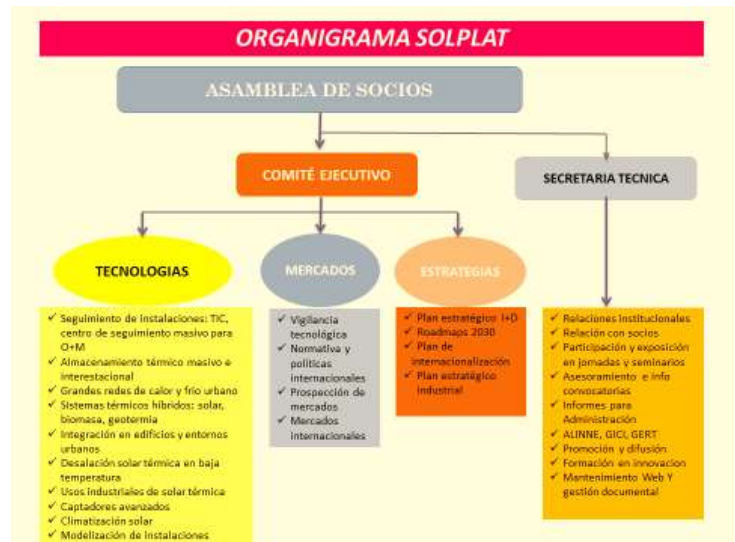 ORGANIGRAMA SOLPLAT
ASAMBLEA DE SOCIOS
COMITÉ EJECUTIVO
SECRETARIA TECNICA
TECNOLOGIAS
MERCADOS
ESTRATEGIAS
✓ Seguimiento de instalaciones: TIC,
centro de seguimiento masivo para
O+M
✓ Almacenamiento térmico masivo e
interestacional
✓ Grandes redes de calor y frío urbano
✓ Sistemas térmicos híbridos: solar,
biomasa, geotermia
✓ Integración en edificios y entornos
urbanos
✓ Desalación solar térmica en baja
temperatura
✓ Usos industriales de solar térmica
✓ Captadores avanzados
✓ Climatización solar
✓ Modelización de instalaciones
✓ Vigilancia
tecnológica
✓ Normativa y
políticas
internacionales
✓ Prospección de
mercados
✓ Mercados
internacionales
✓ Plan estratégico I+D
✓ Roadmaps 2030
✓ Plan de
internacionalización
✓ Plan estratégico
industrial
✓ Relaciones institucionales
✓ Relación con socios
✓ Participación y exposición
en jornadas y seminarios
✓ Asesoramiento e info
convocatorias
✓ Informes para
Administración
✓ ALINNE, GICI, GERT
✓ Promoción y difusión
✓ Formación en innovacion
✓ Mantenimiento Web Y
gestión documental